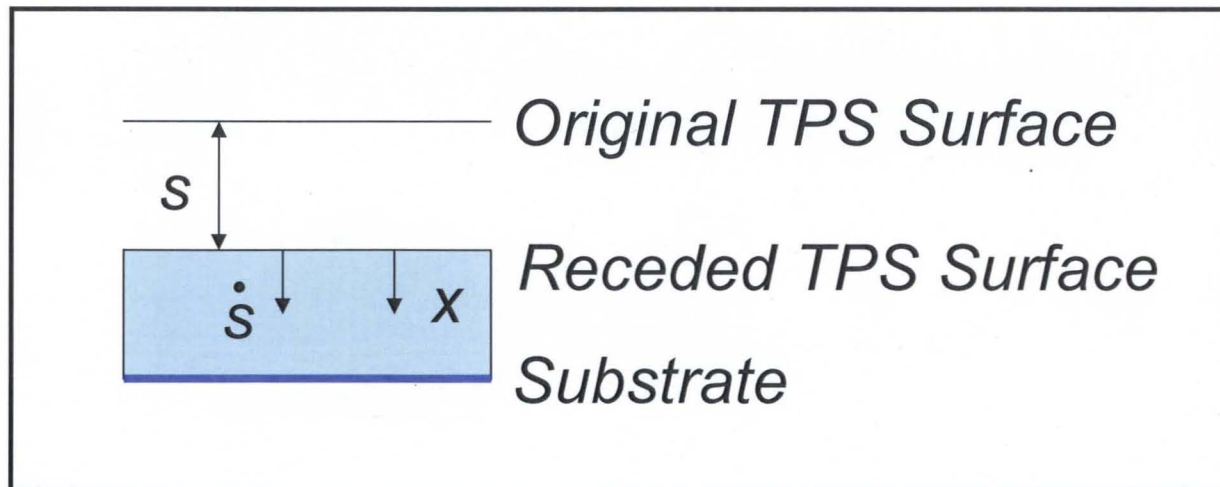 Original TPS Surface
s
Receded TPS Surface
ṡ
x
Substrate